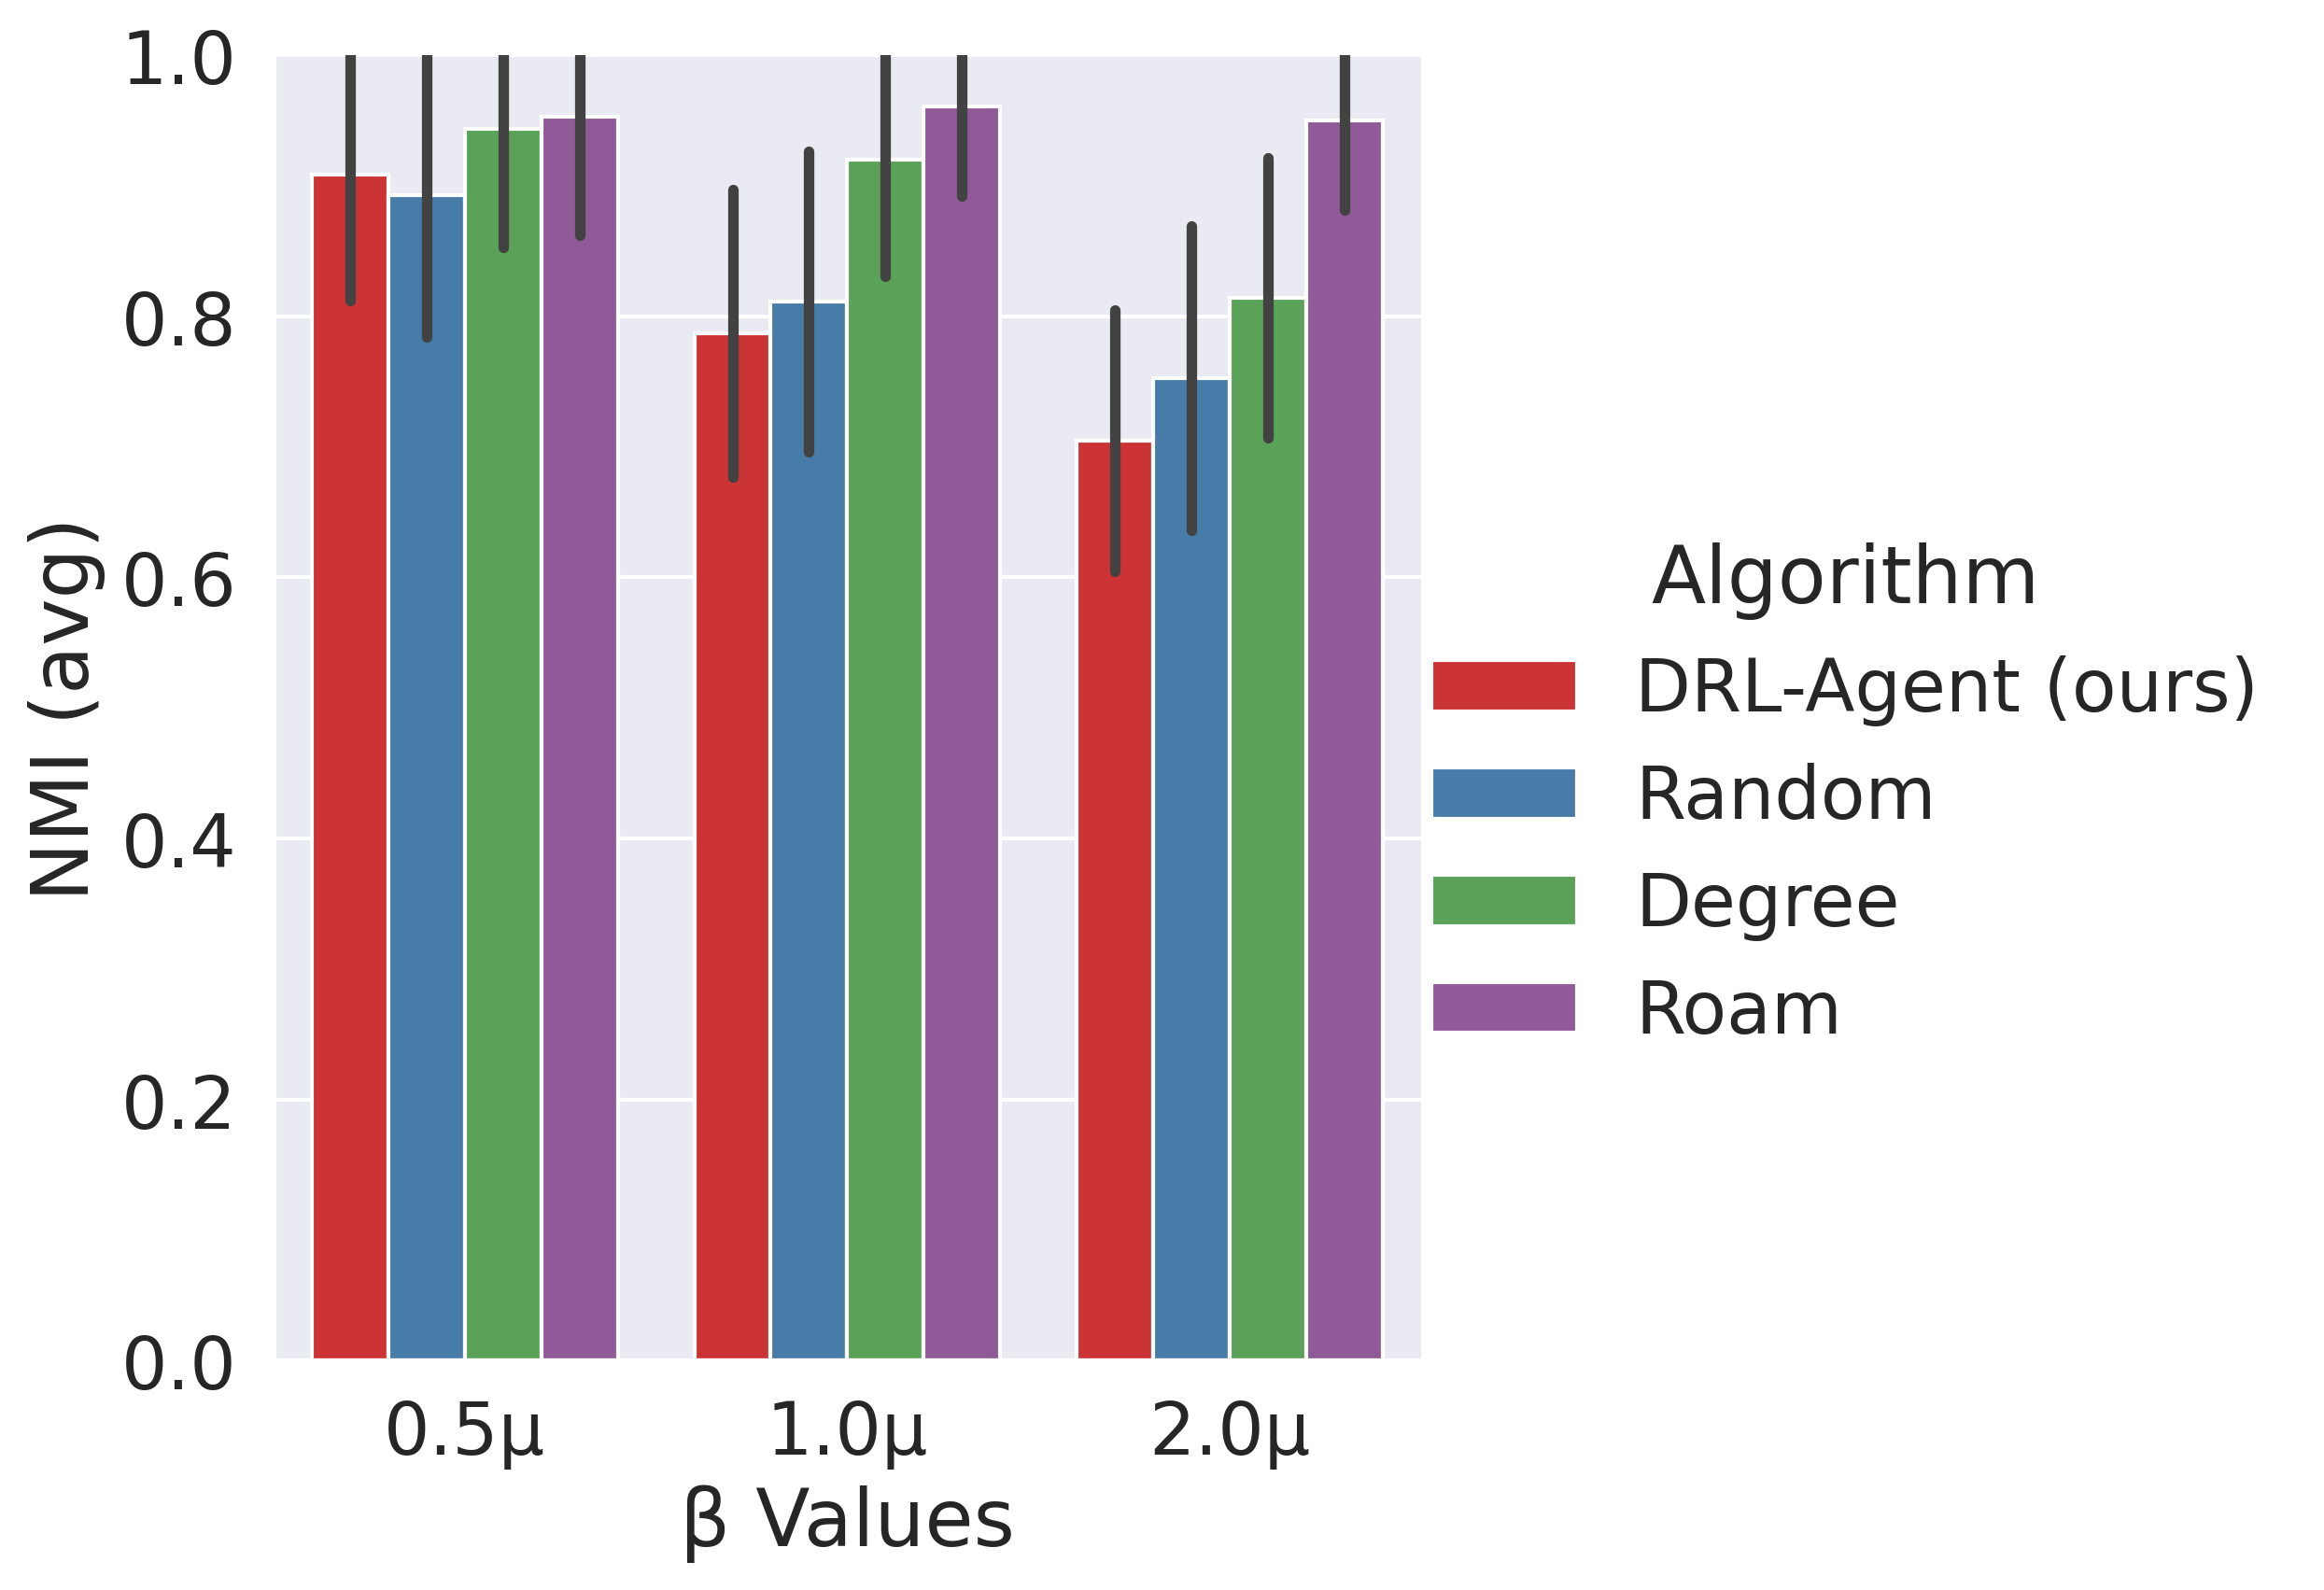 1.0
0.8
0.6
0.4
0.2
0.0
NMI (avg)
0.5μ 1.0μ 2.0μ
β Values
Algorithm
DRL-Agent (ours)
Random
Degree
Roam